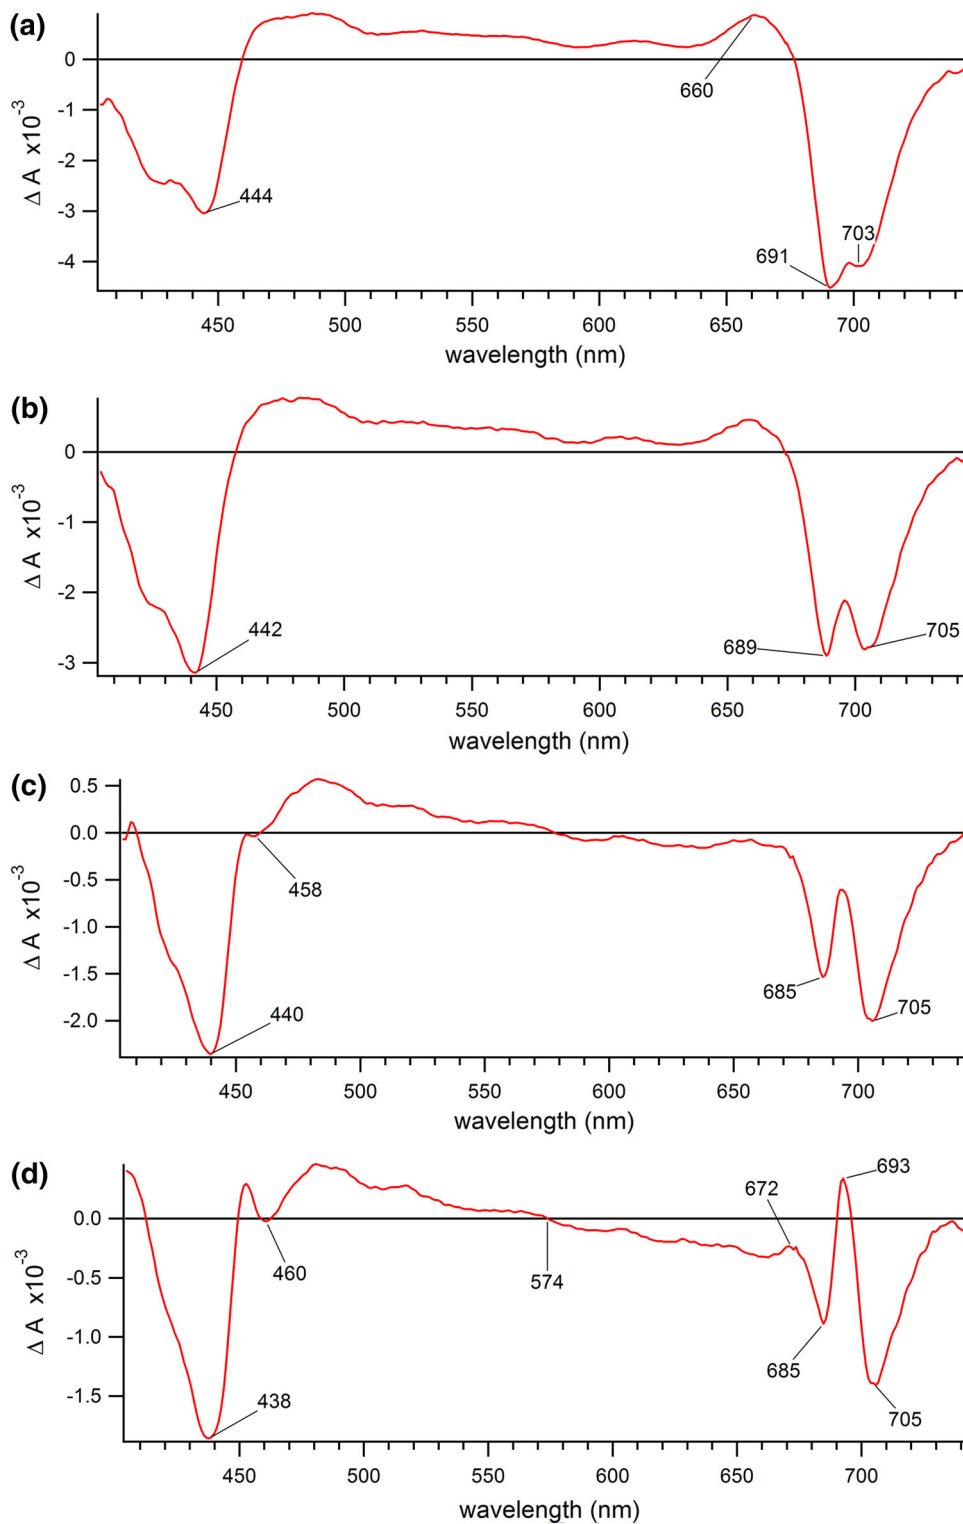 (a)
0
-1
-2
-3
-4
Δ A x10⁻³
444
660
691
703
450 500 550 600 650 700
wavelength (nm)
(b)
0
-1
-2
-3
Δ A x10⁻³
442
689
705
450 500 550 600 650 700
wavelength (nm)
(c)
0.5
0.0
-0.5
-1.0
-1.5
-2.0
Δ A x10⁻³
458
440
685
705
450 500 550 600 650 700
wavelength (nm)
(d)
0.0
-0.5
-1.0
-1.5
Δ A x10⁻³
693
672
460
574
685
438
705
450 500 550 600 650 700
wavelength (nm)